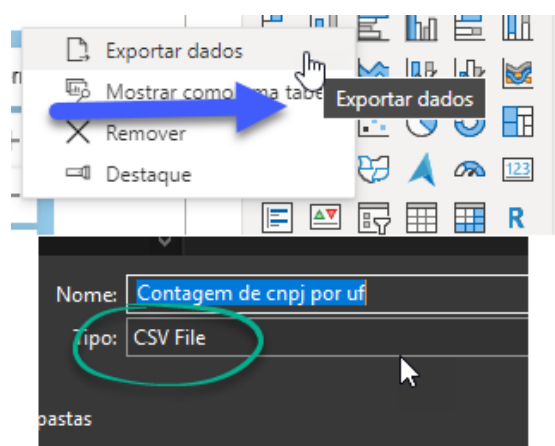 Exportar dados
Mostrar como uma tabe
Exportar dados
Remover
Destaque
123
R
Nome: Contagem de cnpj por uf
Tipo: CSV File
pastas